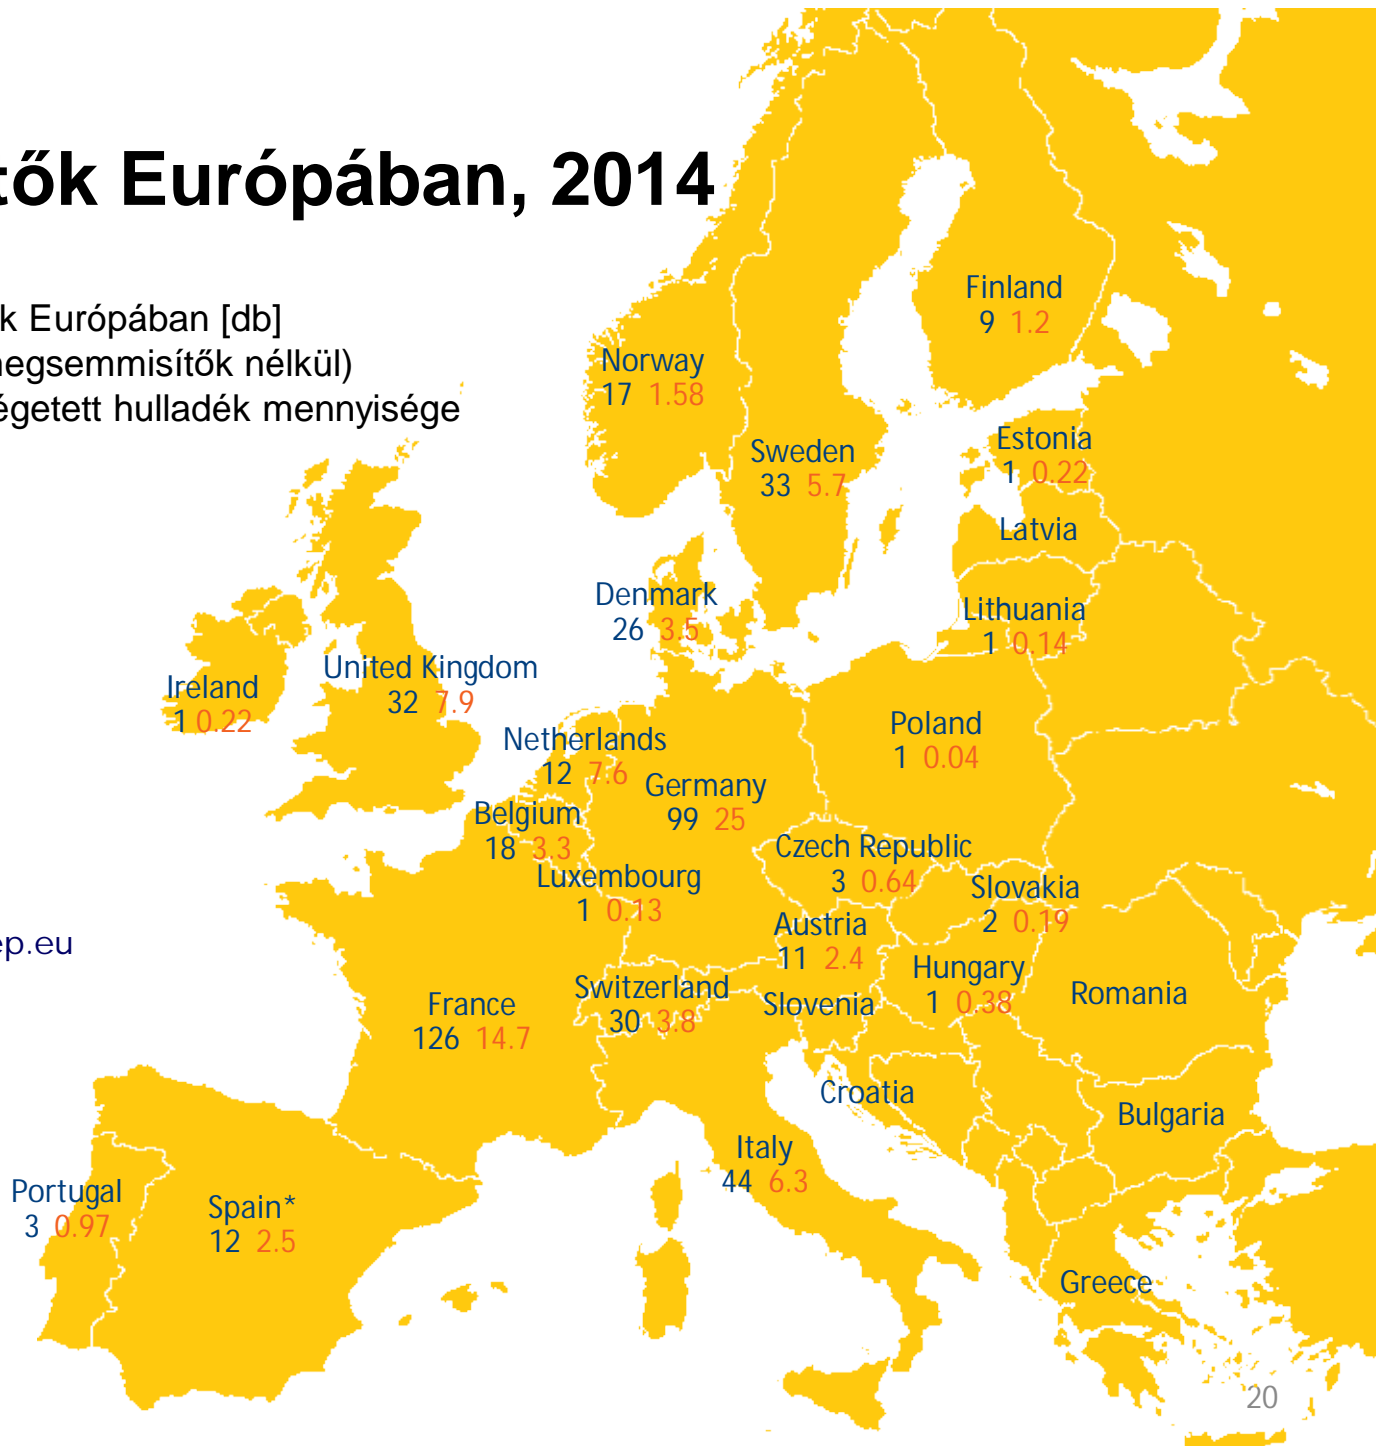 tők Európában, 2014
k Európában [db]
negsemmisítők nélkül)
égetett hulladék mennyisége
Finland
9 1.2
Norway
17 1.58
Sweden
33 5.7
Estonia
1 0.22
Latvia
Denmark
26 3.5
Lithuania
1 0.14
United Kingdom
32 7.9
Ireland
1 0.22
Poland
1 0.04
Netherlands
12 7.6
Germany
99 25
Belgium
18 3.3
Czech Republic
3 0.64
Luxembourg
1 0.13
Slovakia
2 0.19
Austria
11 2.4
ep.eu
Hungary
1 0.38
Switzerland
30 3.8
Slovenia
Romania
France
126 14.7
Croatia
Bulgaria
Italy
44 6.3
Portugal
3 0.97
Spain*
12 2.5
Greece
20